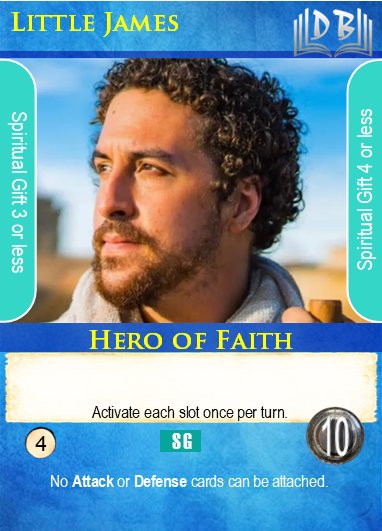 LITTLE JAMES
DB
Spiritual Gift 3 or less
Spiritual Gift 4 or less
HERO OF FAITH
Activate each slot once per turn.
4
SG
10
No Attack or Defense cards can be attached.